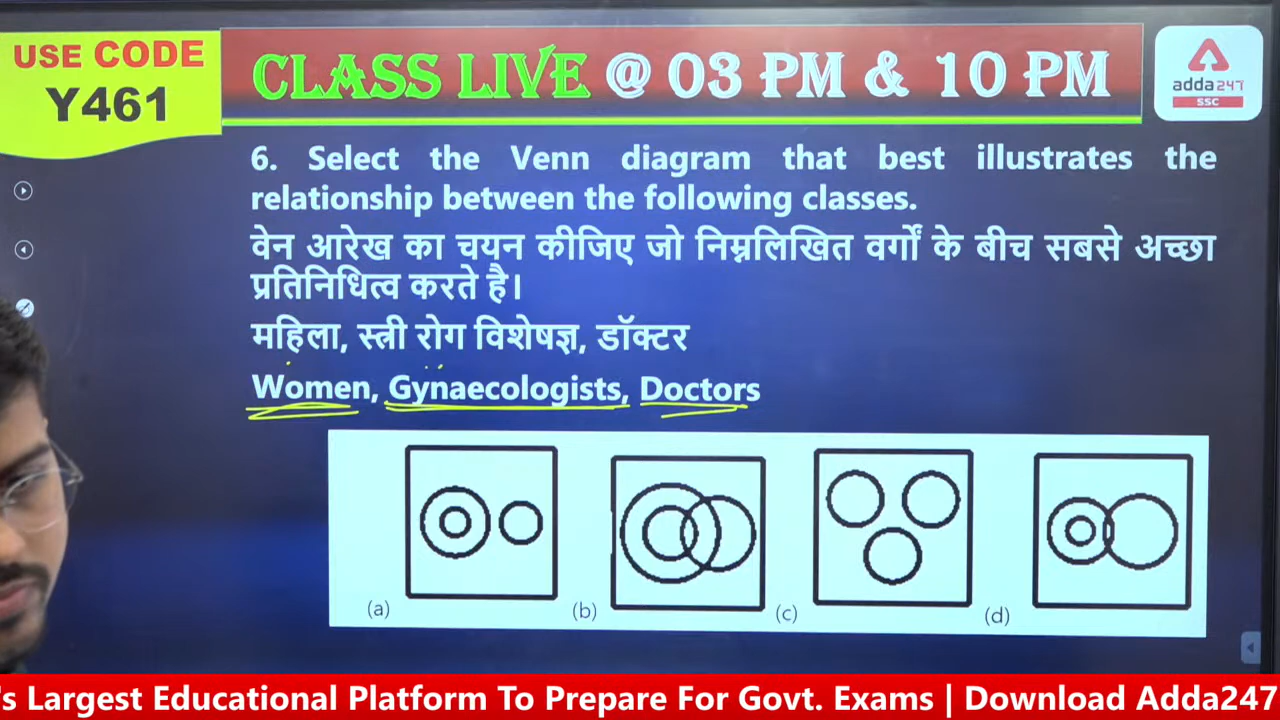 USE CODE
Y461
CLASS LIVE @ 03 PM & 10 PM
adda247
SSC
6. Select the Venn diagram that best illustrates the
relationship between the following classes.
वेन आरेख का चयन कीजिए जो निम्नलिखित वर्गों के बीच सबसे अच्छा
प्रतिनिधित्व करते है।
महिला, स्त्री रोग विशेषज्ञ, डॉक्टर
Women, Gynaecologists, Doctors
(a) (b) (c) (d)
's Largest Educational Platform To Prepare For Govt. Exams | Download Adda247